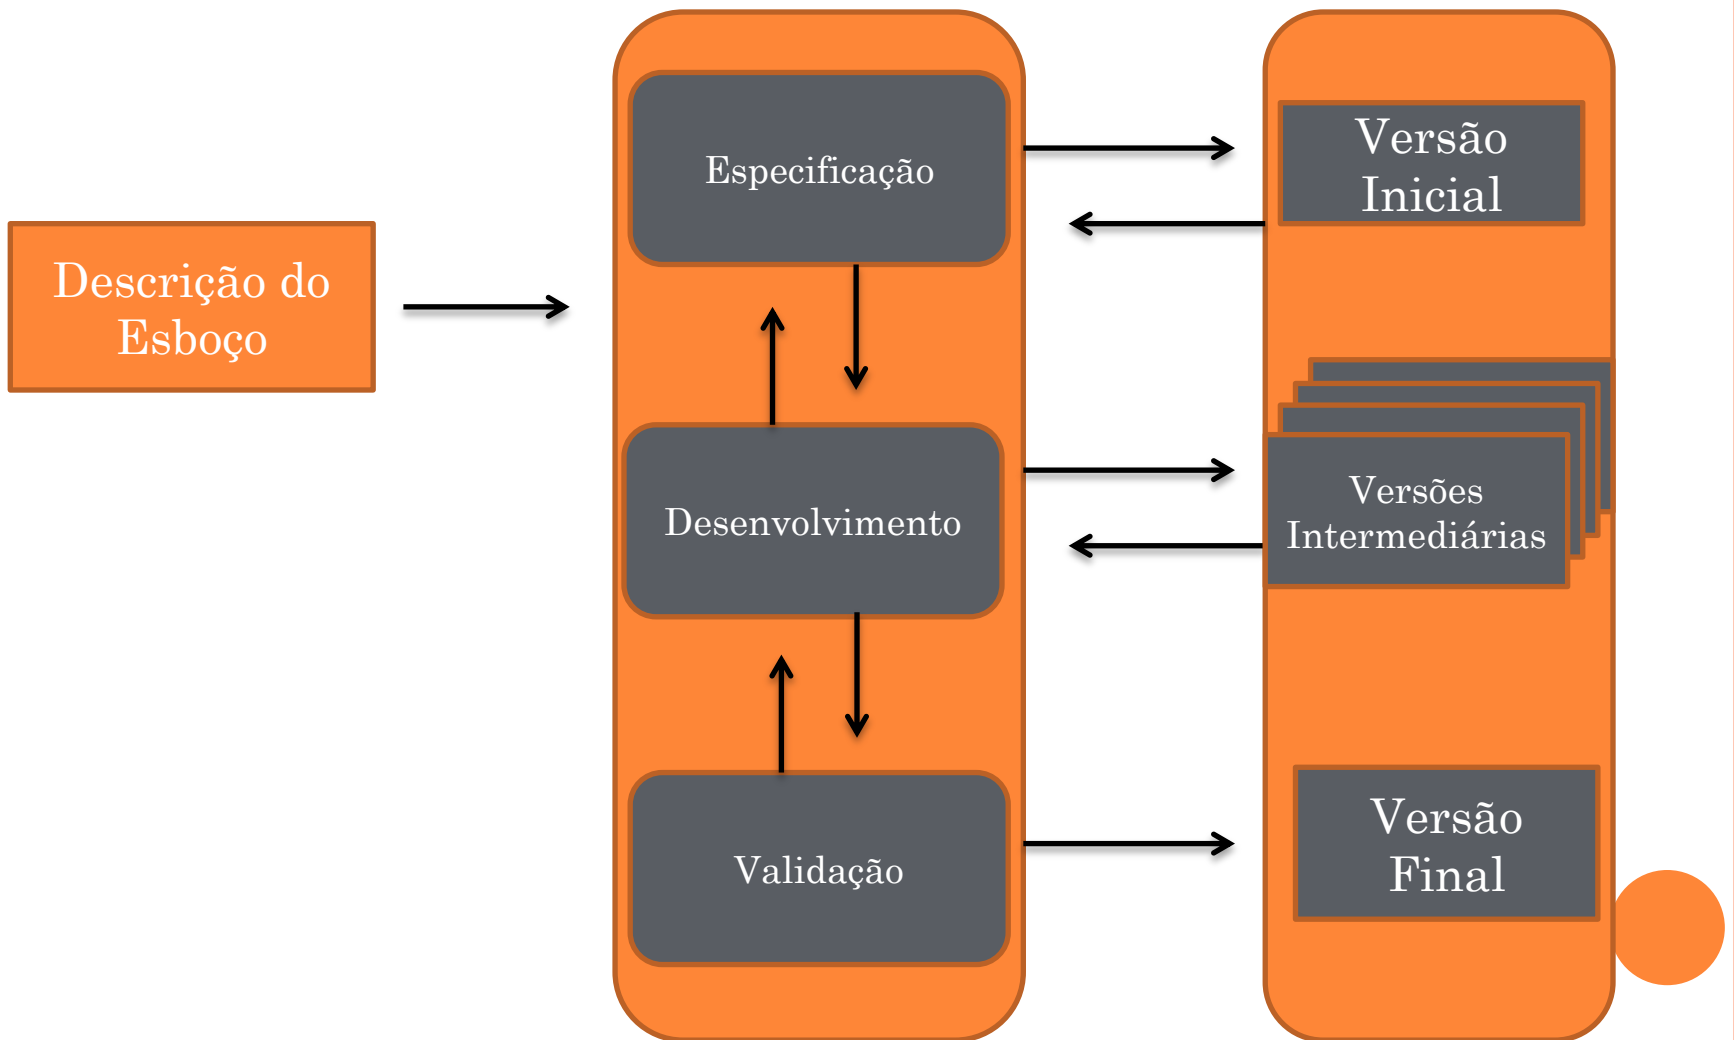 Descrição do
Esboço
Especificação
Desenvolvimento
Validação
Versão
Inicial
Versões
Intermediárias
Versão
Final